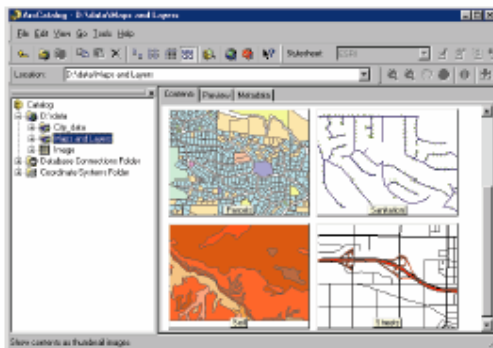 ArcCatalog - D:\data\Maps and Layers
File Edit View Go Tools Help
Stylesheet: ESRI
Location: D:\data\Maps and Layers
Contents Preview Metadata
Catalog
D:\data
City_data
Maps and Layers
Image
Database Connections Folder
Coordinate Systems Folder
Parcels
Sanitation
Soil
Streets
Show contents as thumbnail images